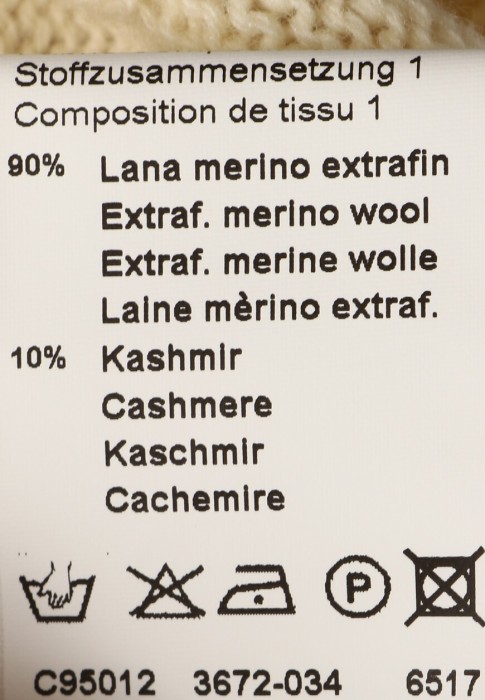 Stoffzusammensetzung 1
Composition de tissu 1
90% Lana merino extrafin
Extraf. merino wool
Extraf. merine wolle
Laine mèrino extraf.
10% Kashmir
Cashmere
Kaschmir
Cachemire
P
C95012 3672-034 6517